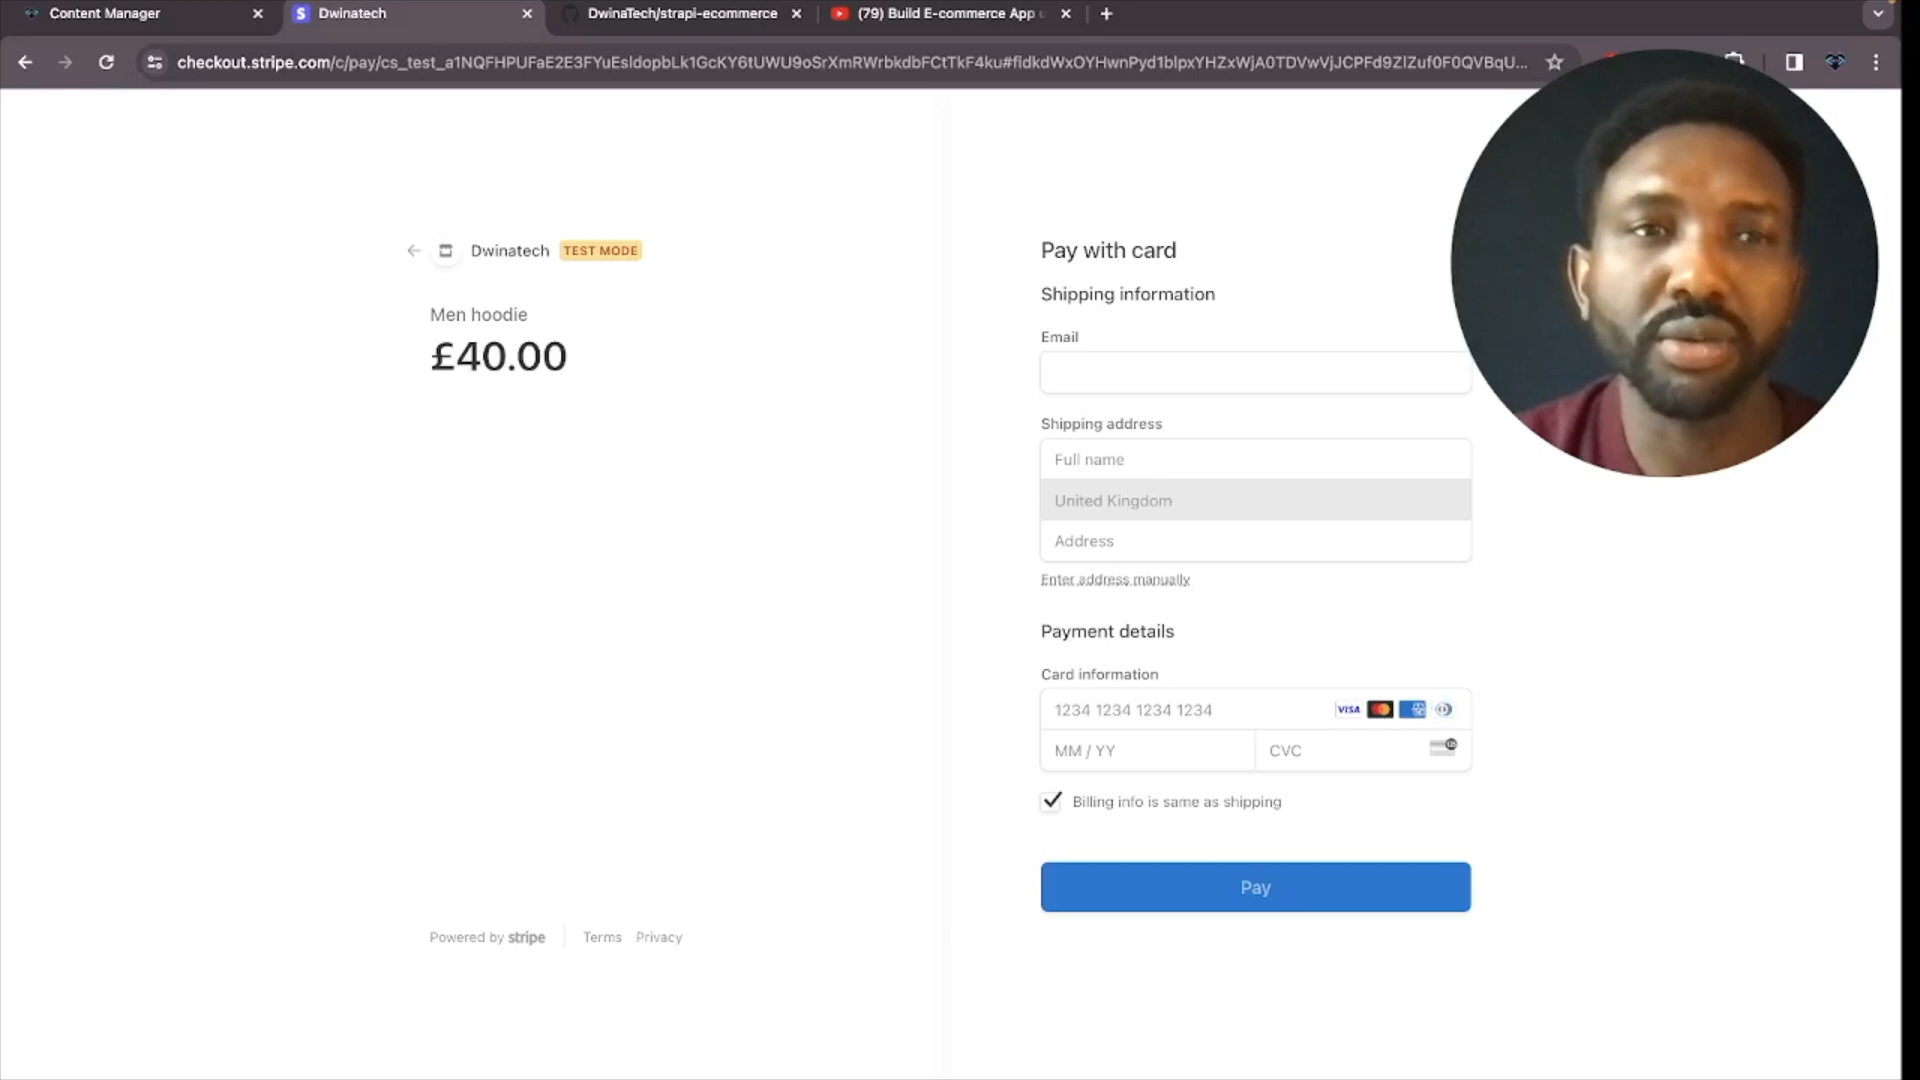 Content Manager
Dwinatech
DwinaTech/strapi-ecommerce
(79) Build E-commerce App
checkout.stripe.com/c/pay/cs_test_a1NQFHPUFaE2E3FYuEsldopbLk1GcKY6tUWU9oSrXmRWrbkdbFCtTkF4ku#fidkdWxOYHwnPyd1blpxYHZxWjA0TDVwVjJCPFd9ZlZuf0F0QVBqU...
Dwinatech TEST MODE
Men hoodie
£40.00
Powered by stripe
Terms
Privacy
Pay with card
Shipping information
Email
Shipping address
Full name
United Kingdom
Address
Enter address manually
Payment details
Card information
1234 1234 1234 1234
VISA
MM / YY
CVC
Billing info is same as shipping
Pay